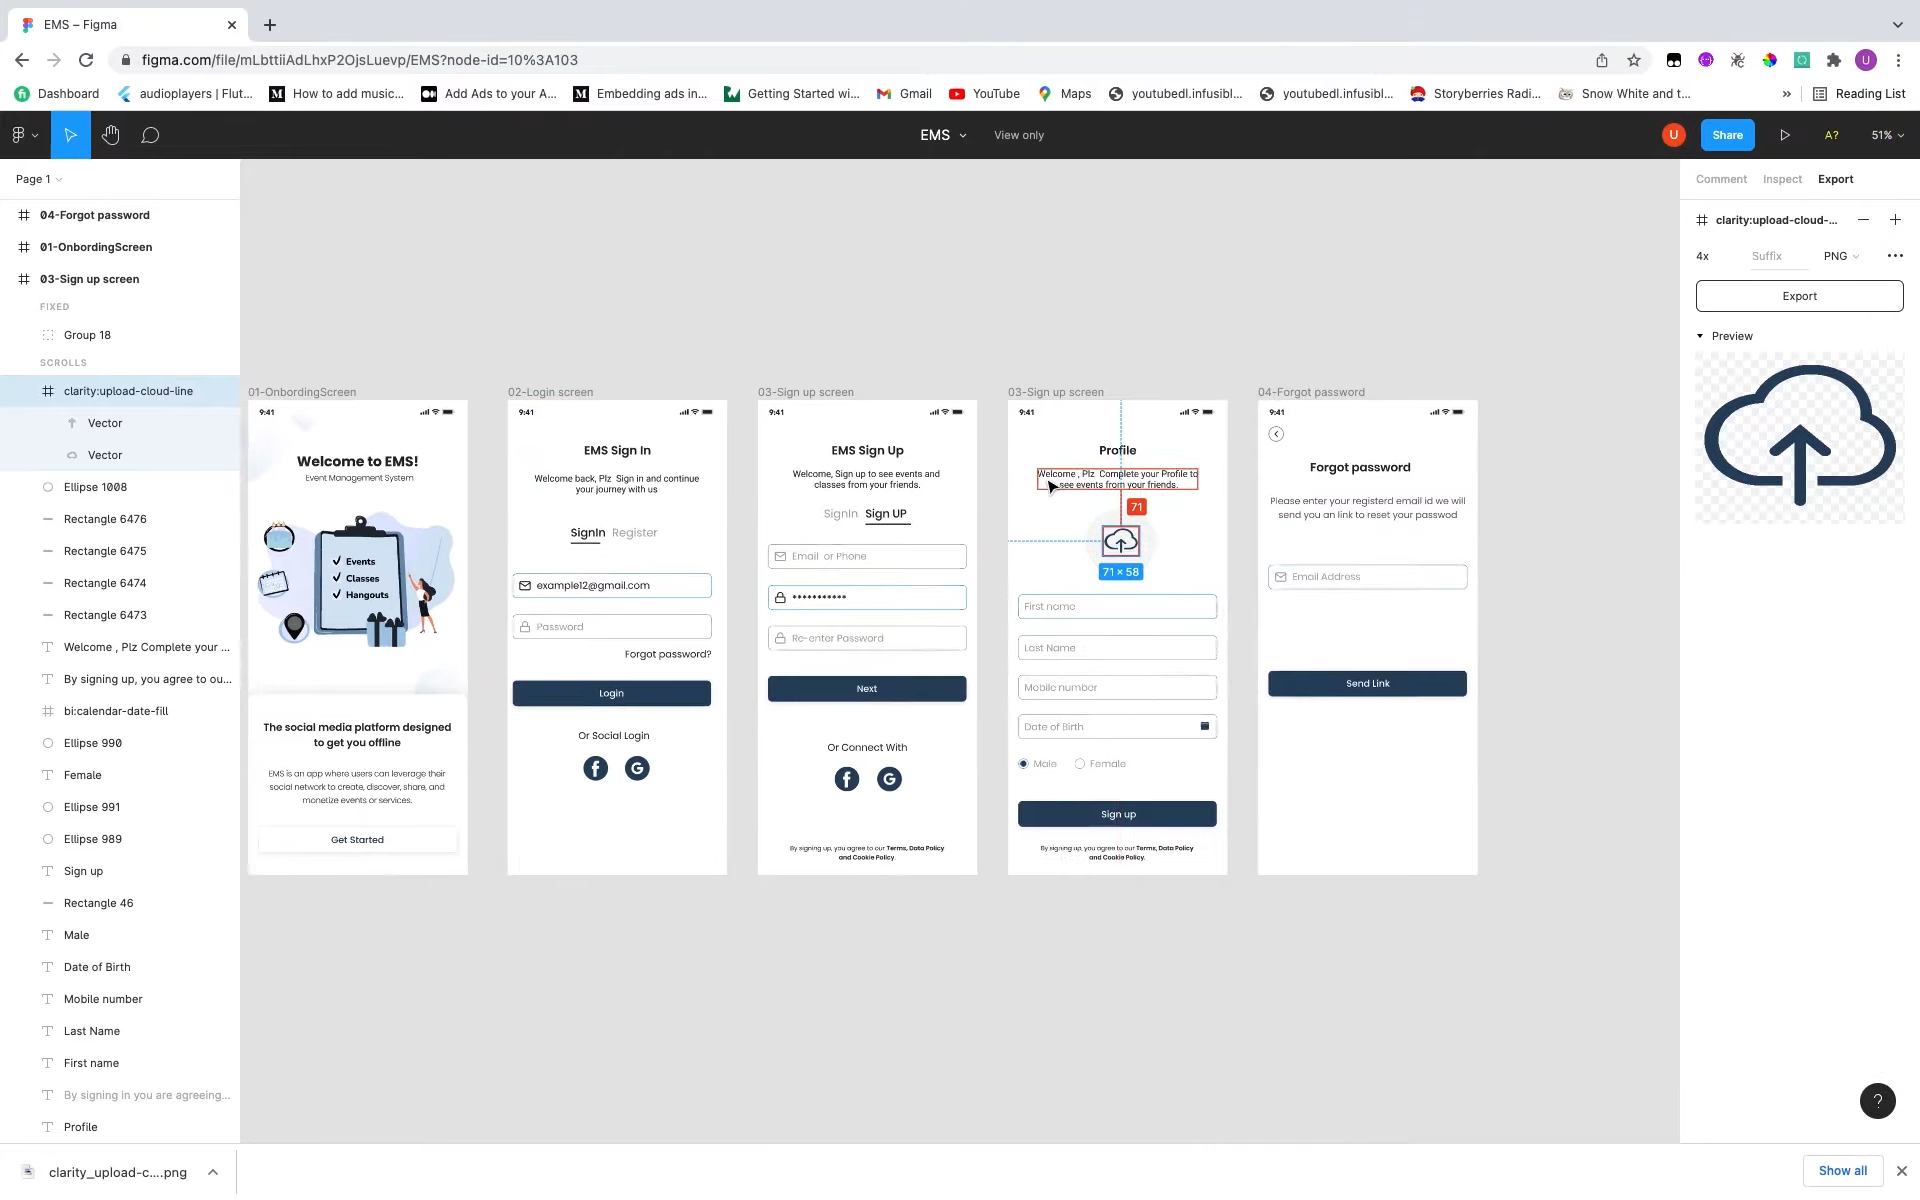 EMS – Figma
figma.com/file/mLbttiiAdLhxP2OjsLuevp/EMS?node-id=10%3A103
U
Dashboard
audioplayers | Flut...
How to add music...
Add Ads to your A...
Embedding ads in...
Getting Started wi...
Gmail
YouTube
Maps
youtubedl.infusibl...
youtubedl.infusibl...
Storyberries Radi...
Snow White and t...
»
Reading List
EMS
View only
U
Share
A?
51%
Page 1
04-Forgot password
01-OnbordingScreen
03-Sign up screen
FIXED
Group 18
SCROLLS
clarity:upload-cloud-line
Vector
Vector
Ellipse 1008
Rectangle 6476
Rectangle 6475
Rectangle 6474
Rectangle 6473
Welcome , Plz Complete your ...
By signing up, you agree to ou...
bi:calendar-date-fill
Ellipse 990
Female
Ellipse 991
Ellipse 989
Sign up
Rectangle 46
Male
Date of Birth
Mobile number
Last Name
First name
By signing in you are agreeing...
Profile
01-OnbordingScreen
9:41
Welcome to EMS!
Event Management System
Events
Classes
Hangouts
The social media platform designed
to get you offline
EMS is an app where users can leverage their
social network to create, discover, share, and
monetize events or services.
Get Started
02-Login screen
9:41
EMS Sign In
Welcome back, Plz Sign in and continue
your journey with us
SignIn
Register
example12@gmail.com
Password
Forgot password?
Login
Or Social Login
f
G
03-Sign up screen
9:41
EMS Sign Up
Welcome, Sign up to see events and
classes from your friends.
SignIn
Sign UP
Email or Phone
Re-enter Password
Next
Or Connect With
f
G
By signing up, you agree to our Terms, Data Policy
and Cookie Policy.
03-Sign up screen
9:41
Profile
Welcome , Plz Complete your Profile to
see events from your friends.
71
71 × 58
First name
Last Name
Mobile number
Date of Birth
Male
Female
Sign up
By signing up, you agree to our Terms, Data Policy
and Cookie Policy.
04-Forgot password
9:41
Forgot password
Please enter your registerd email id we will
send you an link to reset your passwod
Email Address
Send Link
Comment
Inspect
Export
clarity:upload-cloud-...
4x
Suffix
PNG
Export
Preview
?
clarity_upload-c....png
Show all